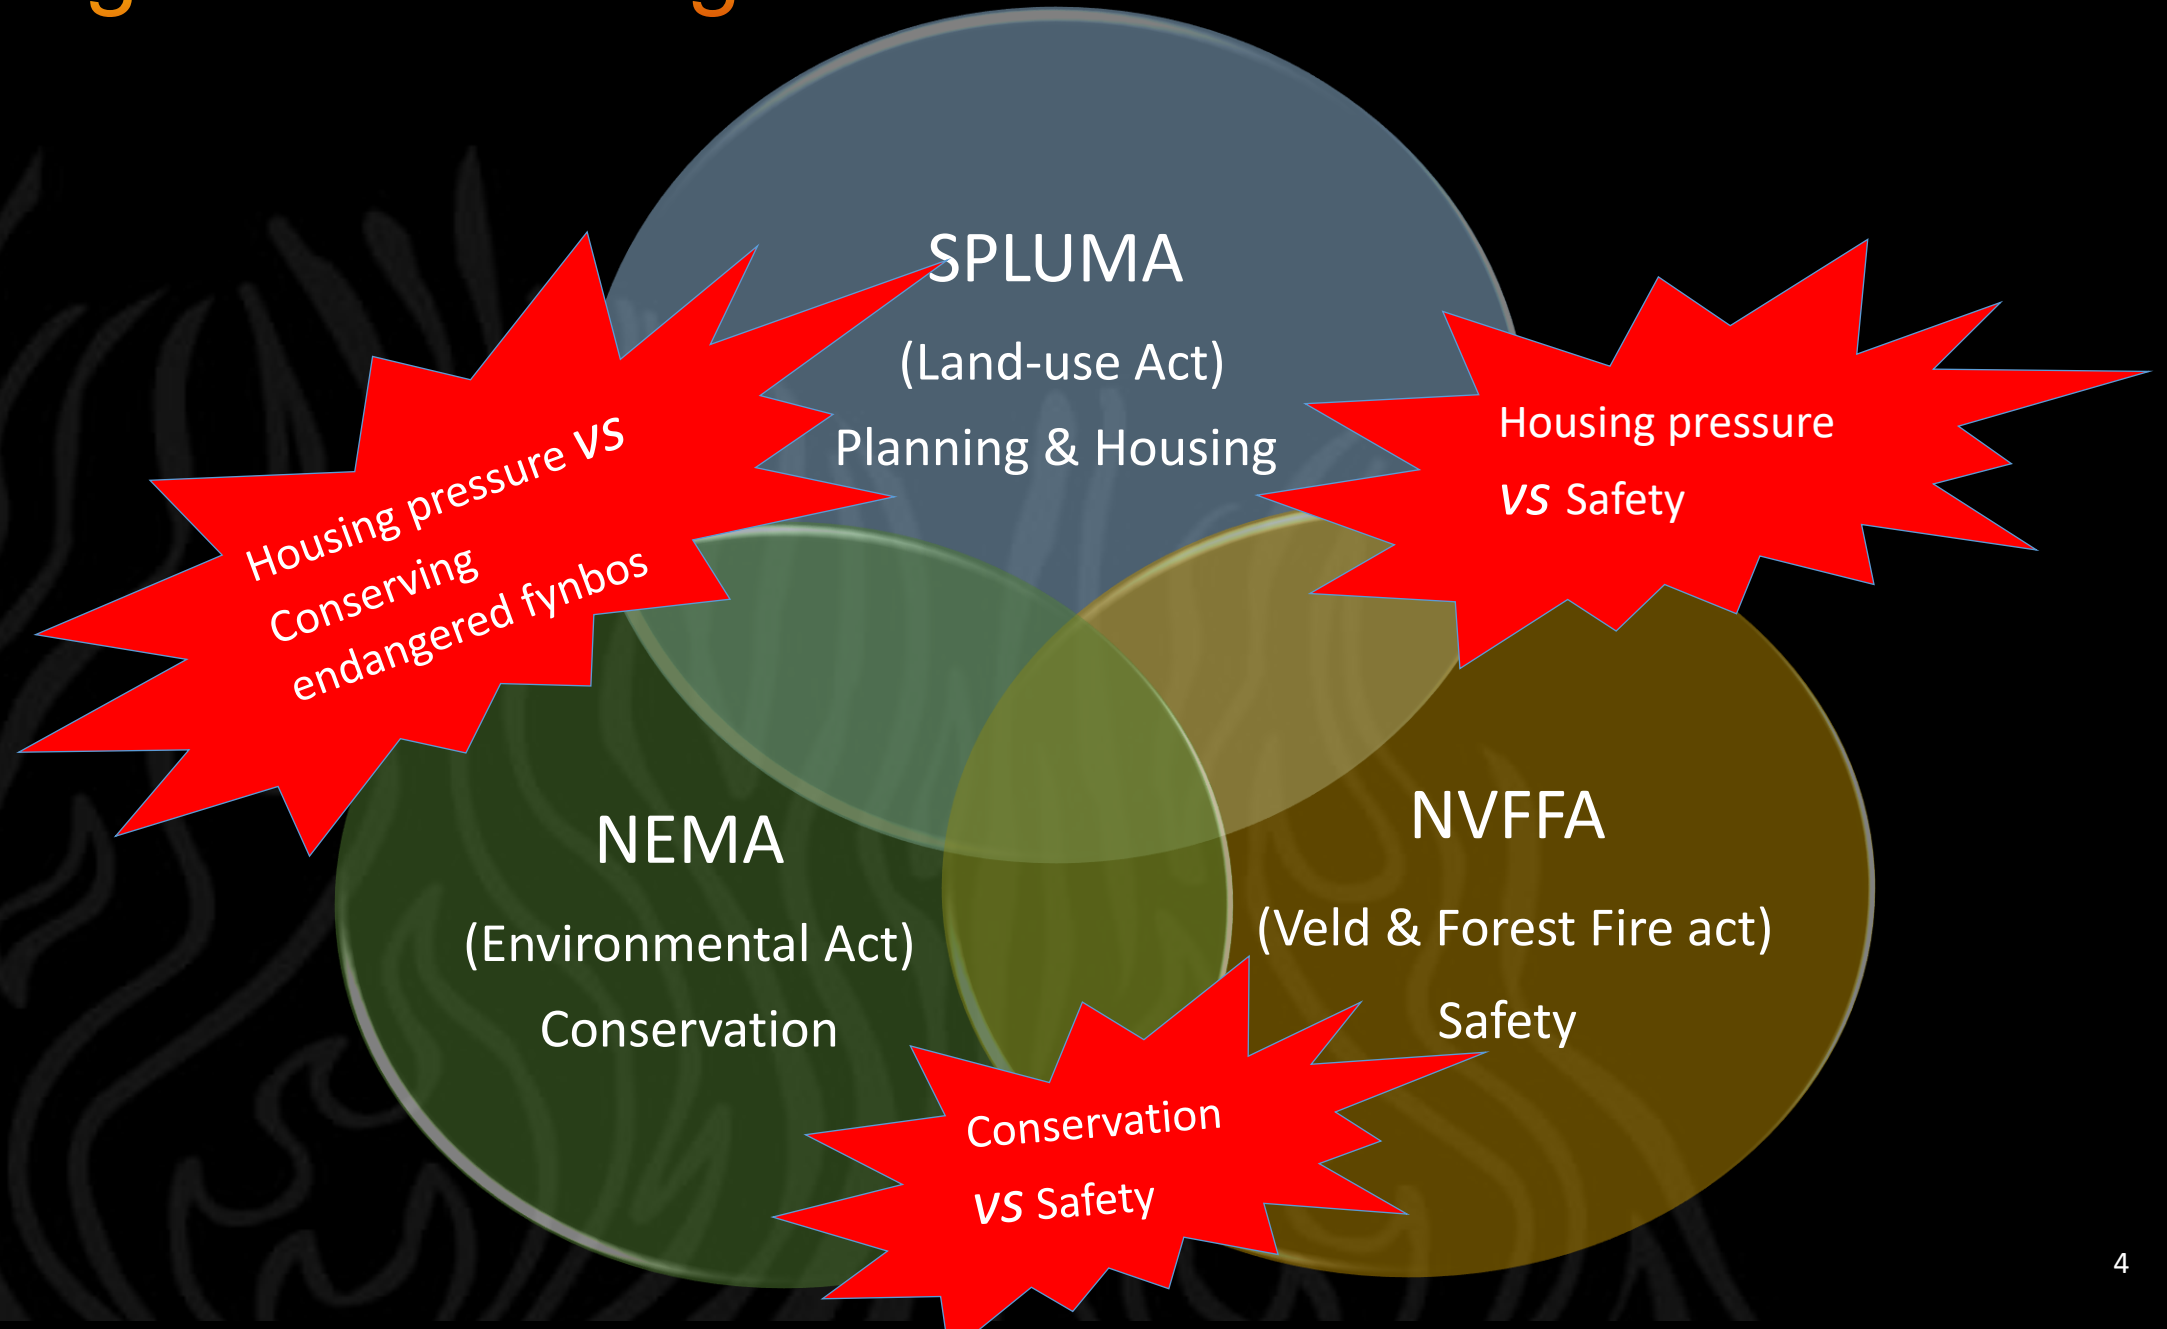 SPLUMA
(Land-use Act)
Planning & Housing
Housing pressure vs
Conserving
endangered fynbos
Housing pressure
vs Safety
NEMA
(Environmental Act)
Conservation
NVFFA
(Veld & Forest Fire act)
Safety
Conservation
vs Safety
4